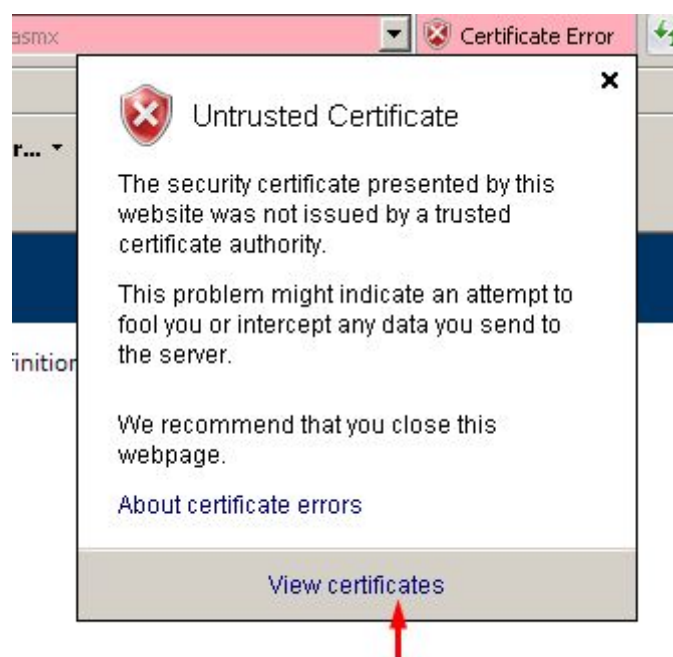 asmx
Certificate Error
r...
Untrusted Certificate
The security certificate presented by this
website was not issued by a trusted
certificate authority.
This problem might indicate an attempt to
fool you or intercept any data you send to
the server.
finition
We recommend that you close this
webpage.
About certificate errors
View certificates